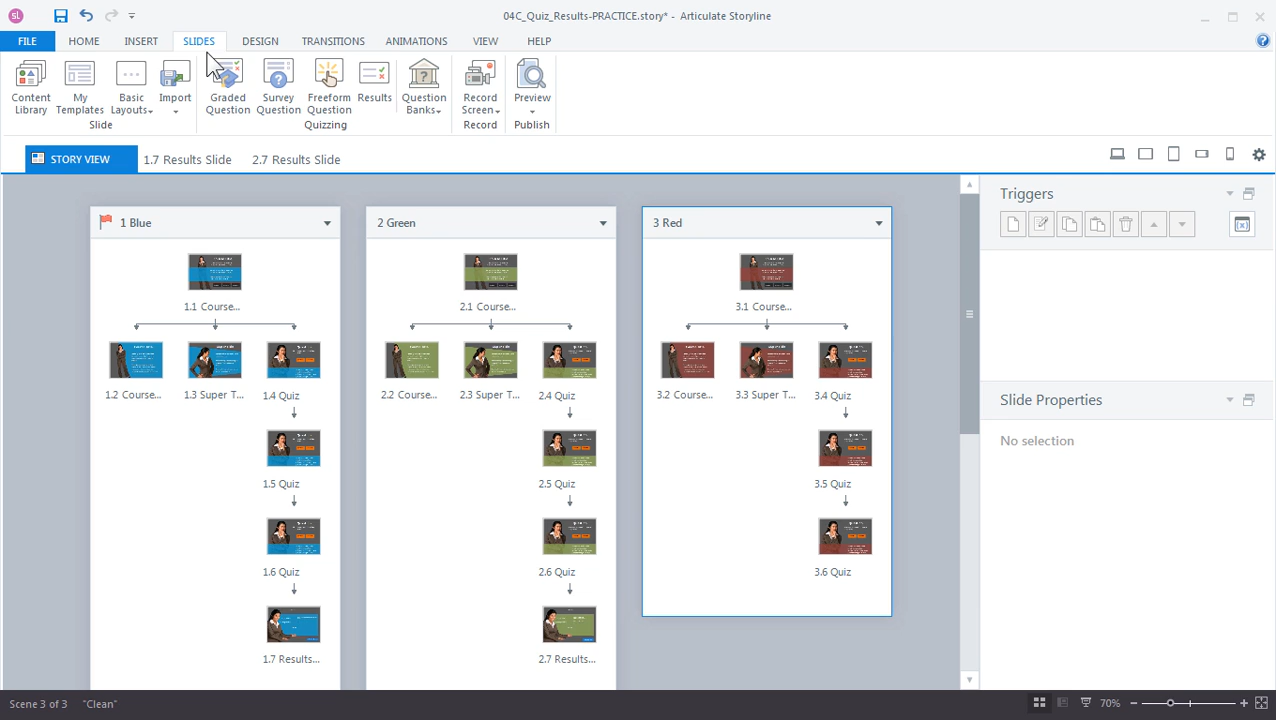 sl
04C_Quiz_Results-PRACTICE.story* - Articulate Storyline
FILE HOME INSERT SLIDES DESIGN TRANSITIONS ANIMATIONS VIEW HELP
Content Library
My Templates
Basic Layouts
Import
Graded Question
Survey Question
Freeform Question
Results
Question Banks
Record Screen
Preview
Slide
Quizzing
Record
Publish
STORY VIEW
1.7 Results Slide
2.7 Results Slide
Triggers
1 Blue
2 Green
3 Red
1.1 Course...
2.1 Course...
3.1 Course...
1.2 Course...
1.3 Super T...
1.4 Quiz
2.2 Course...
2.3 Super T...
2.4 Quiz
3.2 Course...
3.3 Super T...
3.4 Quiz
Slide Properties
No selection
1.5 Quiz
2.5 Quiz
3.5 Quiz
1.6 Quiz
2.6 Quiz
3.6 Quiz
1.7 Results...
2.7 Results...
Scene 3 of 3
"Clean"
70%